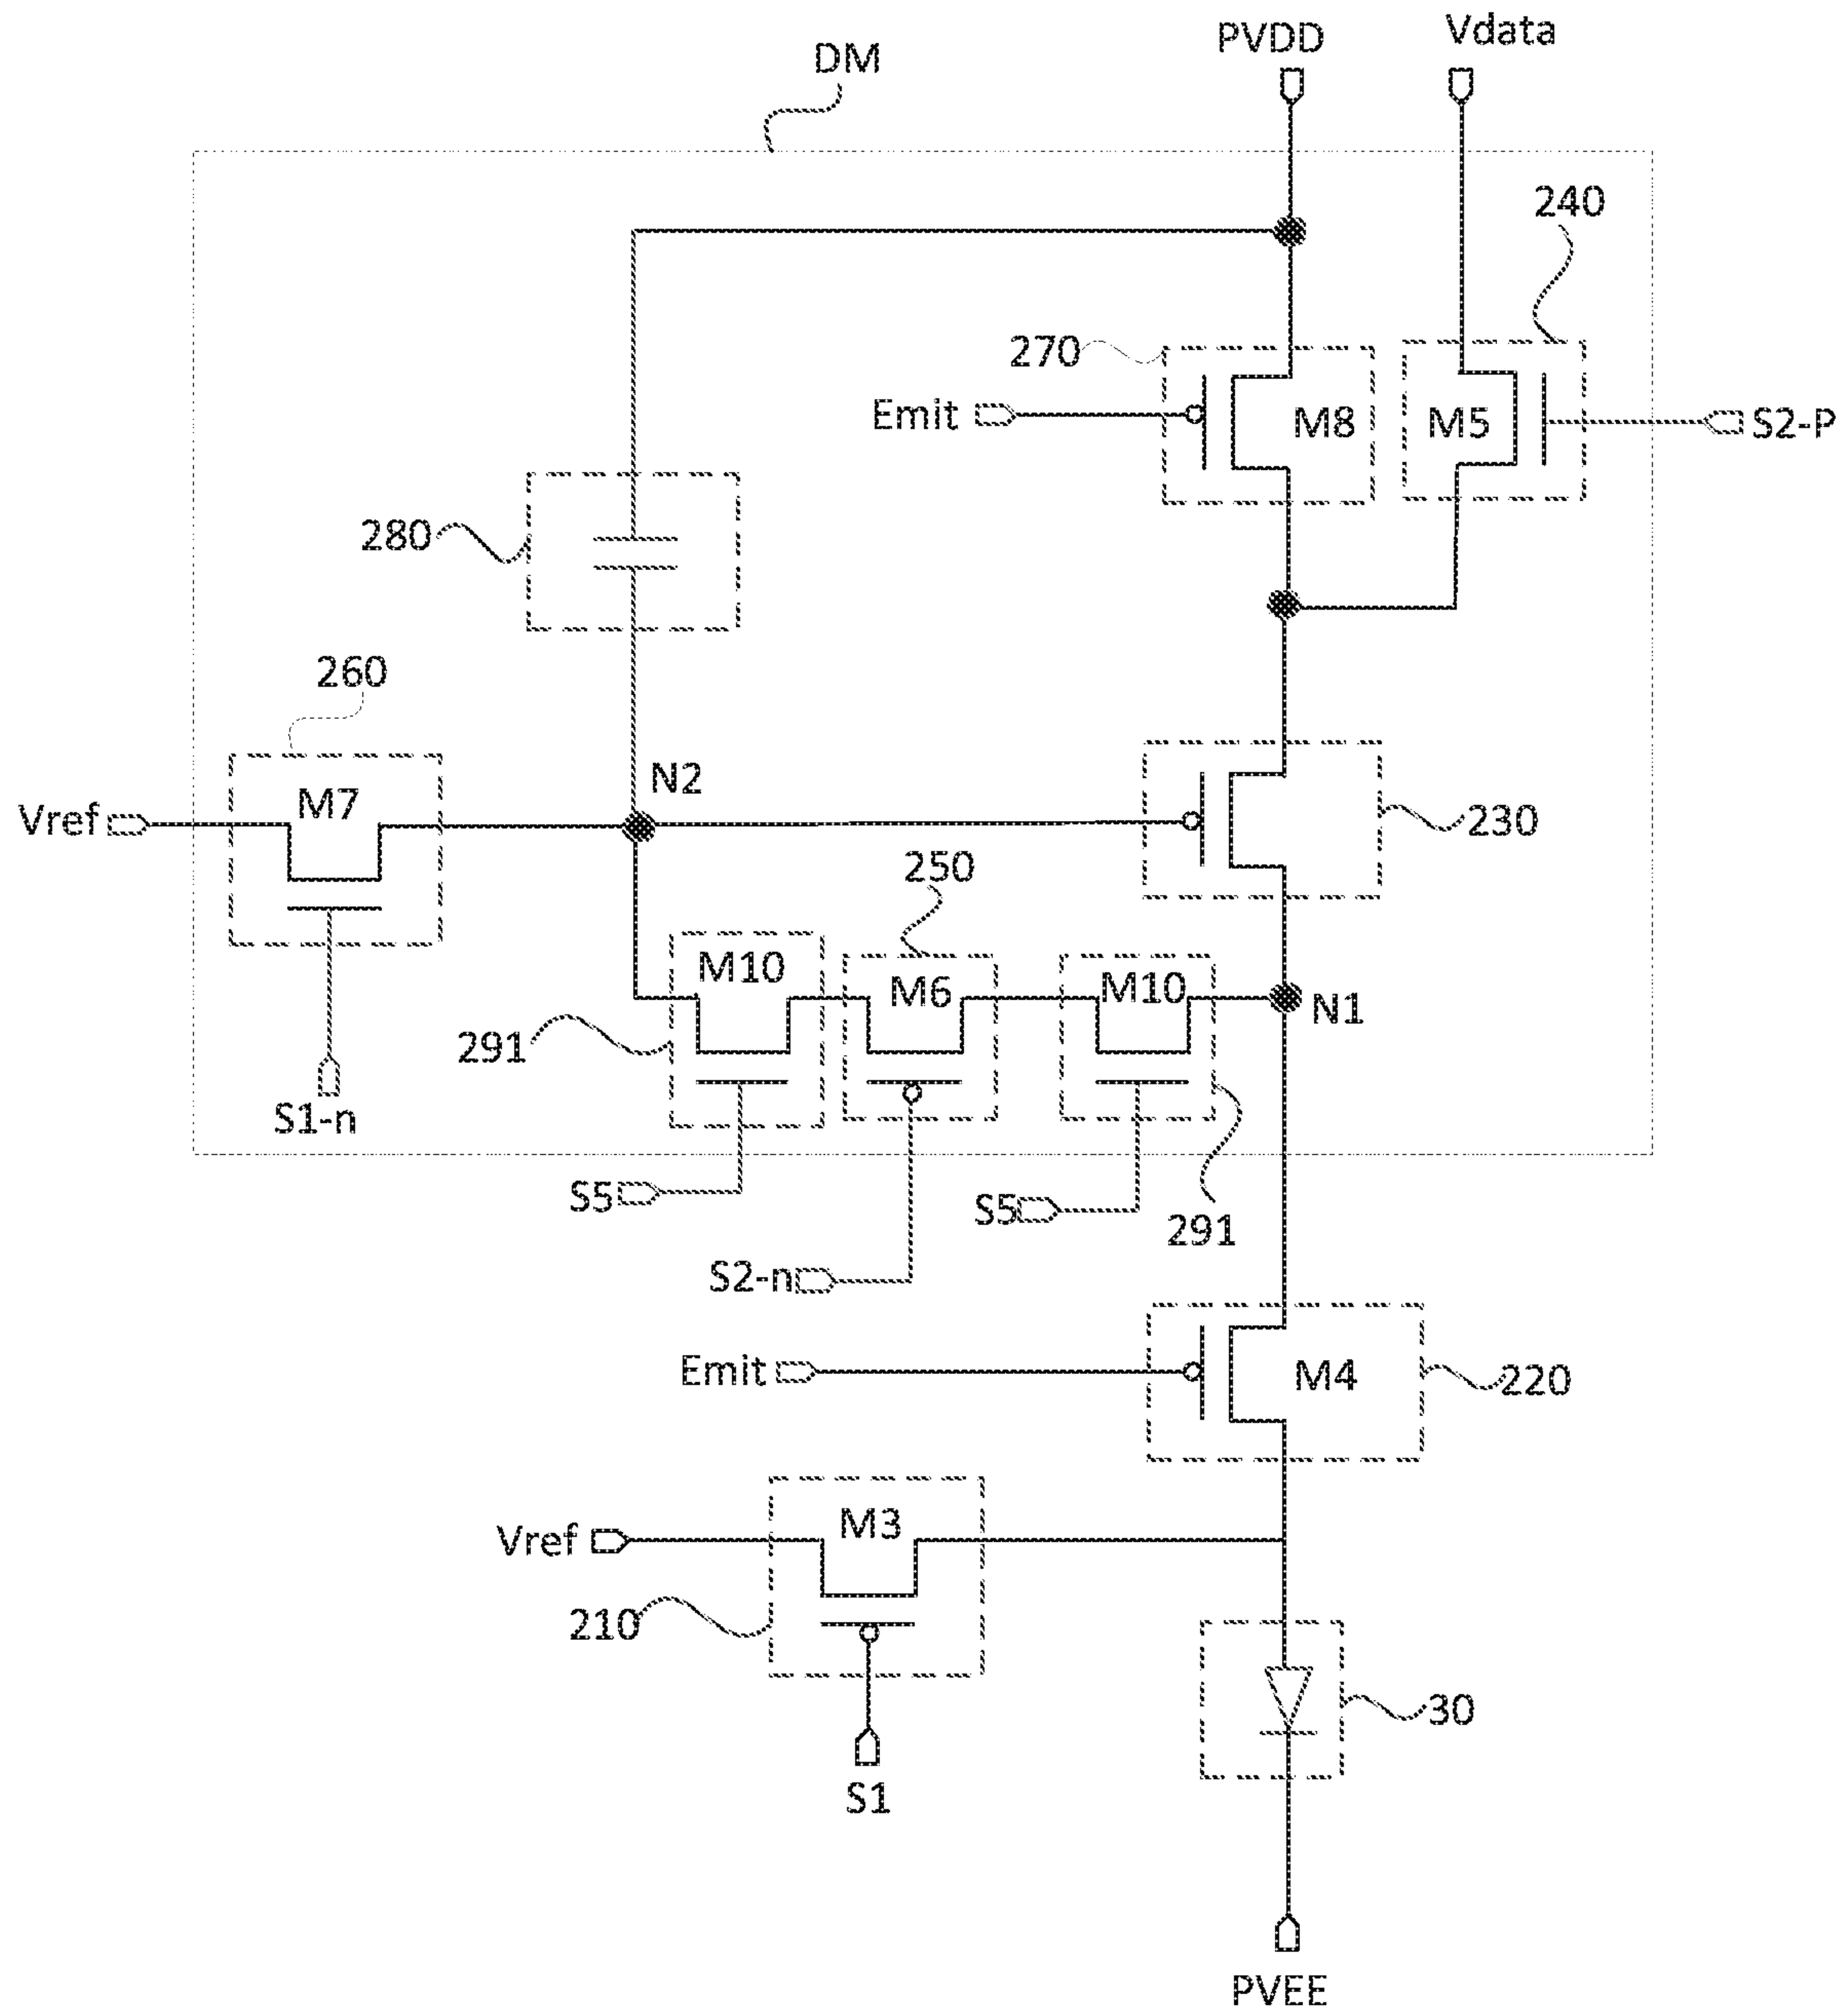 PVDD
Vdata
DM
240
270
Emit
M8
M5
S2-P
280
260
N2
M7
Vref
230
250
M10
M6
M10
N1
291
S1-n
S5
S5
291
S2-n
Emit
M4
220
M3
Vref
210
30
S1
PVEE